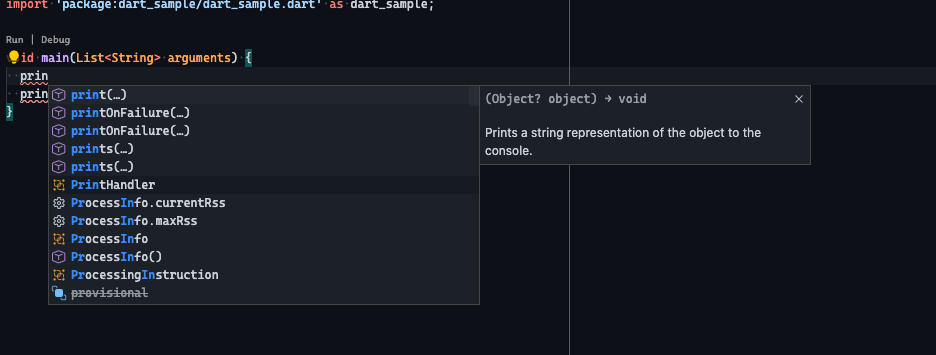 import 'package:dart_sample/dart_sample.dart' as dart_sample;
Run | Debug
id main(List<String> arguments) {
prin
prin
}
print(…)
printOnFailure(…)
printOnFailure(…)
prints(…)
prints(…)
PrintHandler
ProcessInfo.currentRss
ProcessInfo.maxRss
ProcessInfo
ProcessInfo()
ProcessingInstruction
provisional
(Object? object) → void
Prints a string representation of the object to the
console.